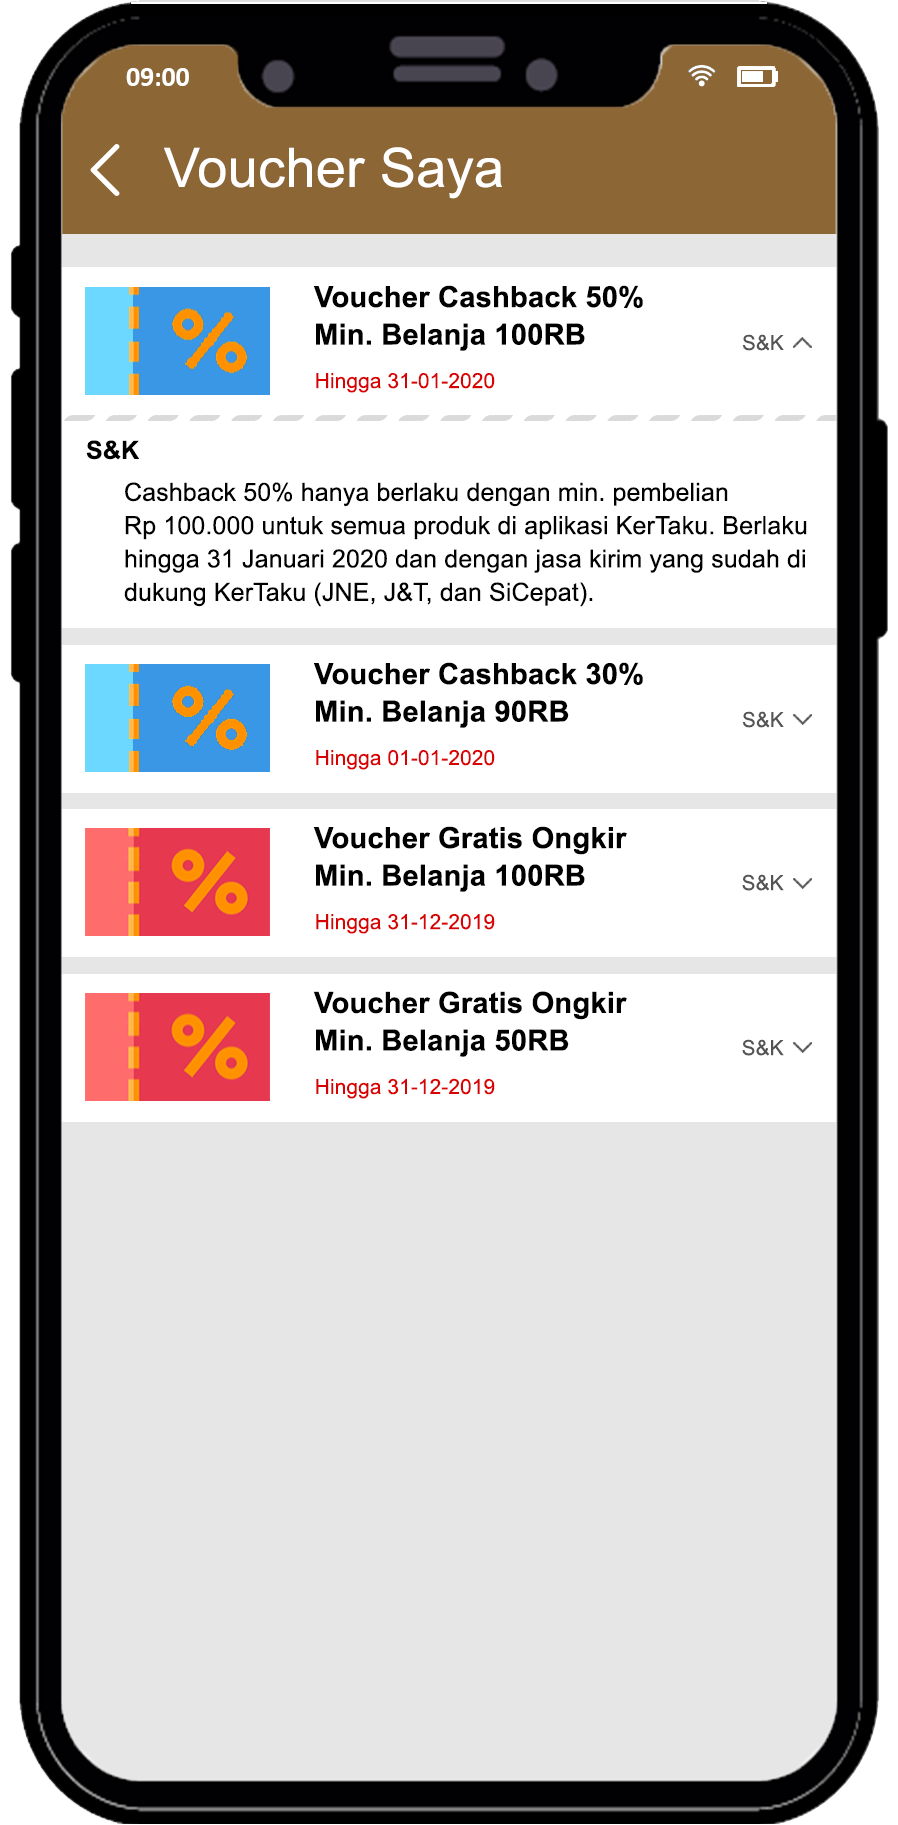 09:00
Voucher Saya
Voucher Cashback 50%
Min. Belanja 100RB
S&K
Hingga 31-01-2020
S&K
Cashback 50% hanya berlaku dengan min. pembelian
Rp 100.000 untuk semua produk di aplikasi KerTaku. Berlaku
hingga 31 Januari 2020 dan dengan jasa kirim yang sudah di
dukung KerTaku (JNE, J&T, dan SiCepat).
Voucher Cashback 30%
Min. Belanja 90RB
S&K
Hingga 01-01-2020
Voucher Gratis Ongkir
Min. Belanja 100RB
S&K
Hingga 31-12-2019
Voucher Gratis Ongkir
Min. Belanja 50RB
S&K
Hingga 31-12-2019